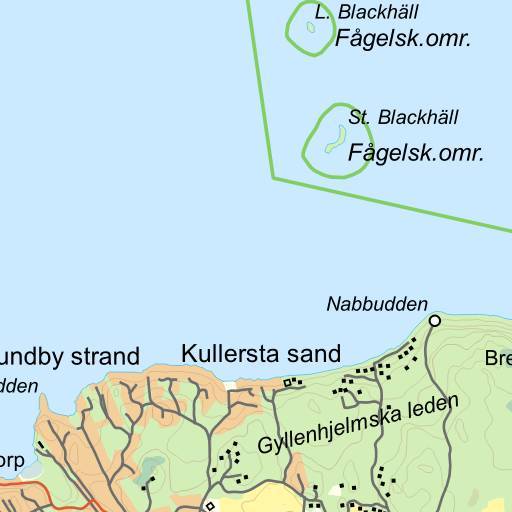 L. Blackhäll
Fågelsk.omr.
St. Blackhäll
Fågelsk.omr.
Nabbudden
undby strand
Kullersta sand
Bre
dden
Gyllenhjelmska leden
orp